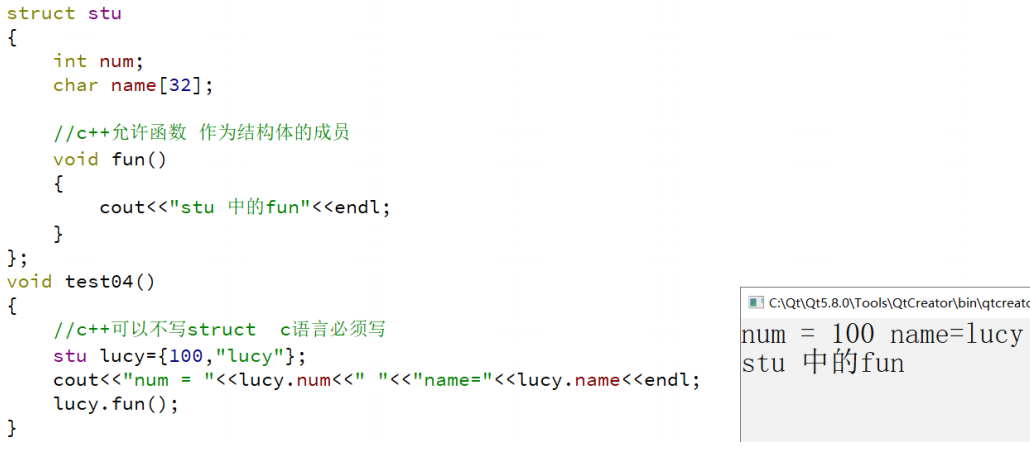 struct stu
{
    int num;
    char name[32];

    //c++允许函数 作为结构体的成员
    void fun()
    {
        cout<<"stu 中的fun"<<endl;
    }
};
void test04()
{
    //c++可以不写struct  c语言必须写
    stu lucy={100,"lucy"};
    cout<<"num = "<<lucy.num<<" "<<"name="<<lucy.name<<endl;
    lucy.fun();
}
C:\Qt\Qt5.8.0\Tools\QtCreator\bin\qtcreato
num = 100 name=lucy
stu 中的fun